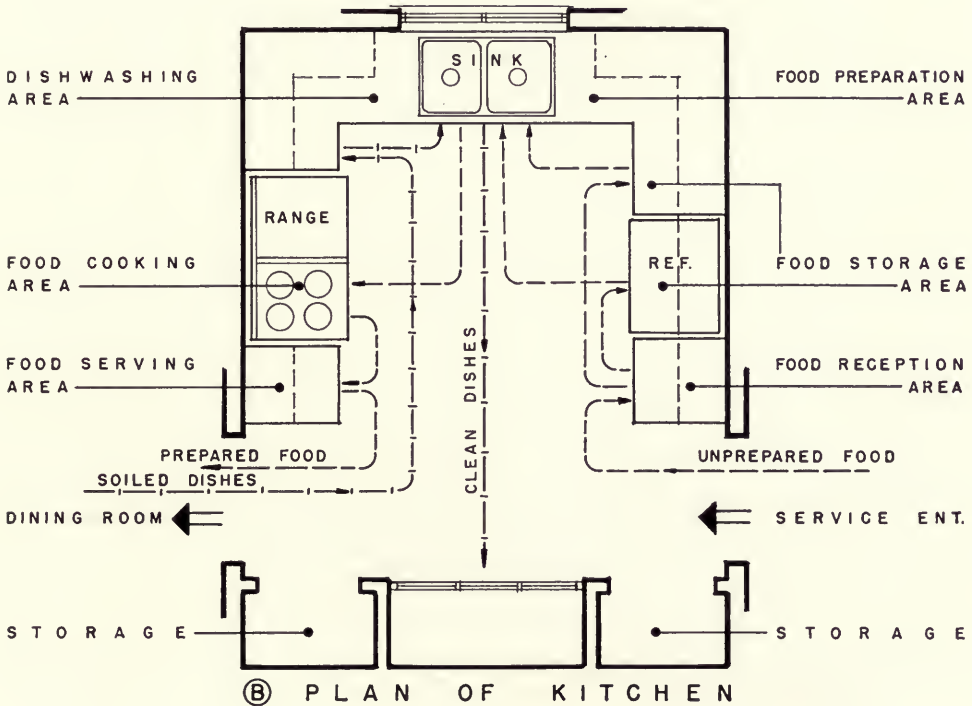 SINK
DISHWASHING
AREA
FOOD PREPARATION
AREA
RANGE
FOOD COOKING
AREA
REF.
FOOD STORAGE
AREA
FOOD SERVING
AREA
CLEAN DISHES
FOOD RECEPTION
AREA
PREPARED FOOD
UNPREPARED FOOD
SOILED DISHES
DINING ROOM
SERVICE ENT.
STORAGE
STORAGE
B PLAN OF KITCHEN